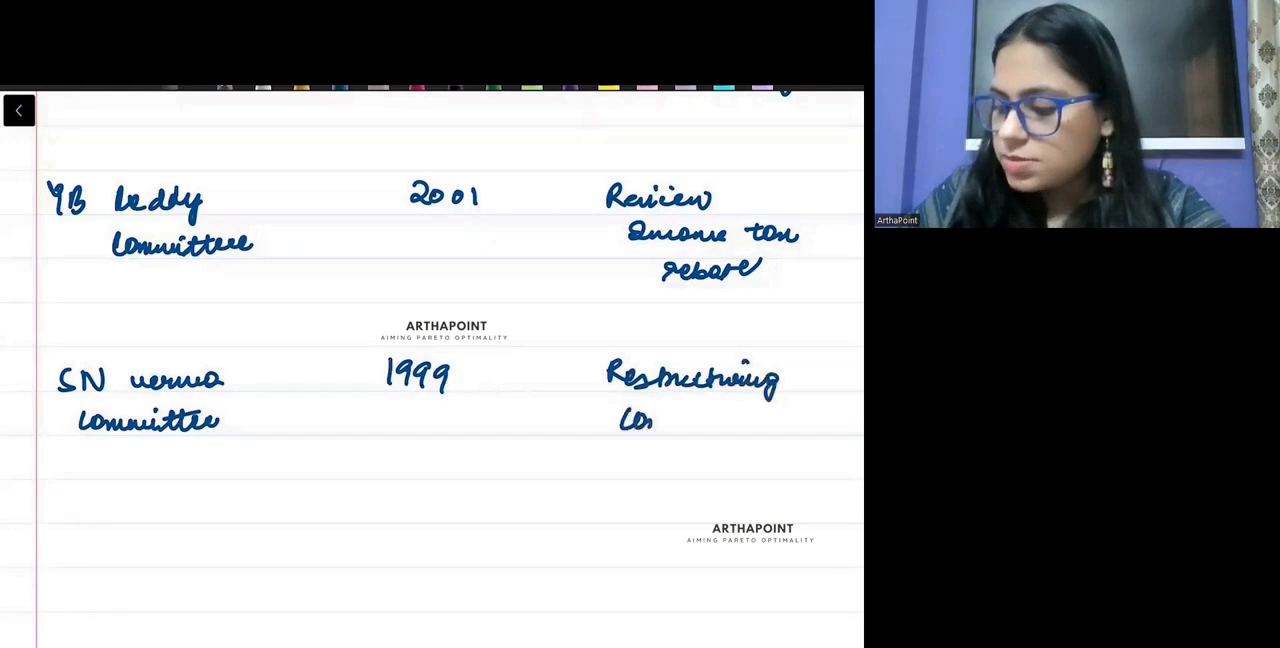 YB Reddy 2001 Review
Committee Income tax
rebate
ARTHAPOINT
AIMING PARETO OPTIMALITY
SN verma 1999 Restructuring
Committee Co
ARTHAPOINT
AIMING PARETO OPTIMALITY
ArthaPoint